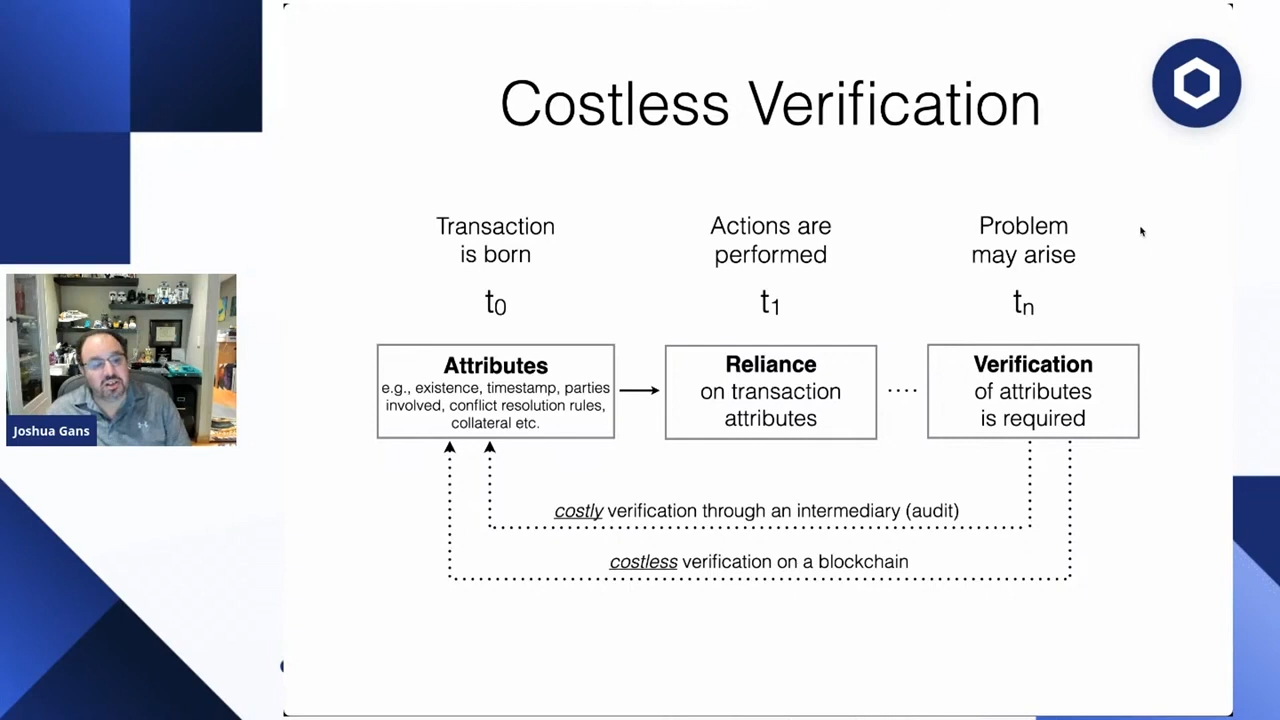 Costless Verification
Transaction
is born
t0
Actions are
performed
t1
Problem
may arise
tn
Attributes
e.g., existence, timestamp, parties
involved, conflict resolution rules,
collateral etc.
Reliance
on transaction
attributes
....
Verification
of attributes
is required
costly verification through an intermediary (audit)
costless verification on a blockchain
Joshua Gans